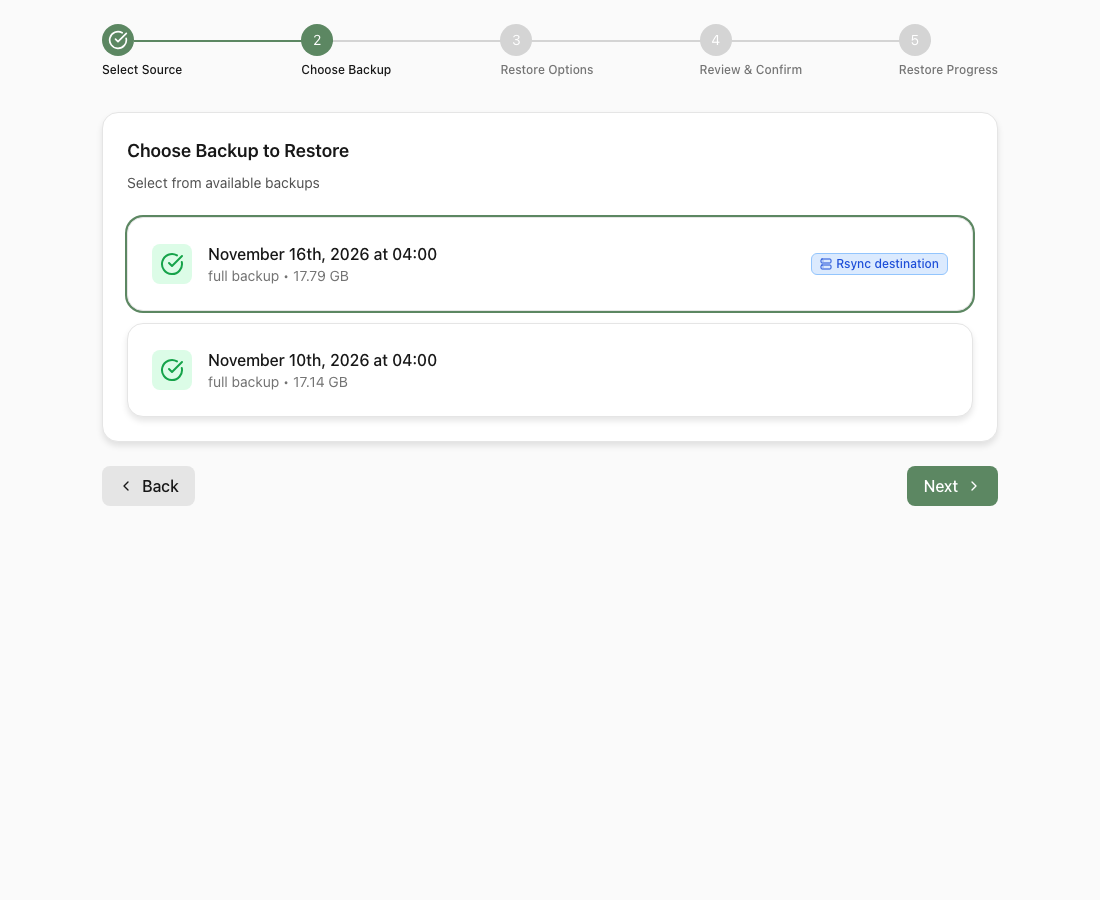 2
3
4
5
Select Source
Choose Backup
Restore Options
Review & Confirm
Restore Progress
Choose Backup to Restore
Select from available backups
November 16th, 2026 at 04:00
full backup • 17.79 GB
Rsync destination
November 10th, 2026 at 04:00
full backup • 17.14 GB
Back
Next